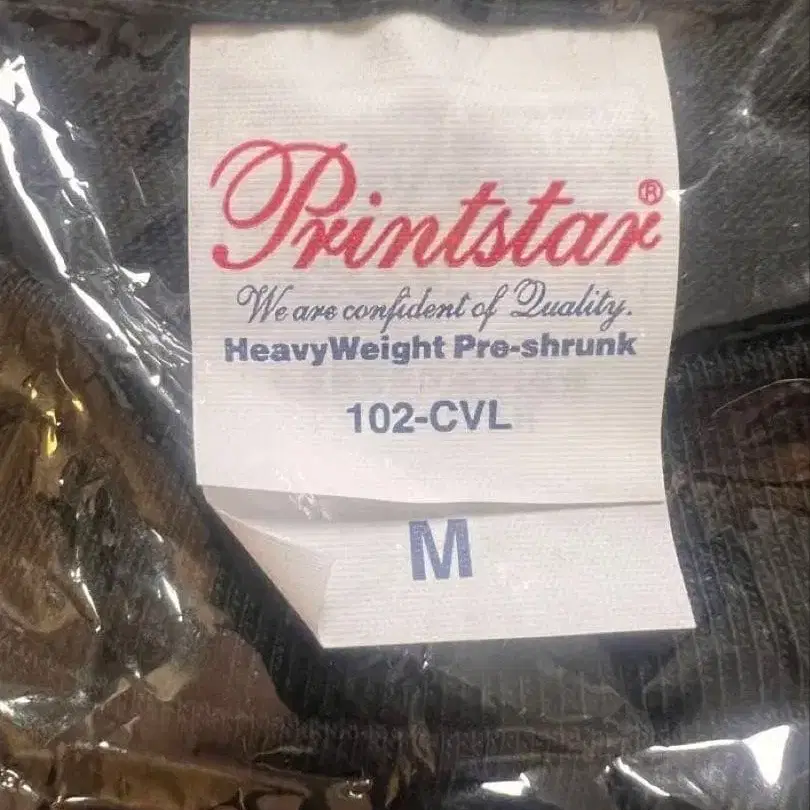 Printstar®
We are confident of Quality.
HeavyWeight Pre-shrunk
102-CVL
M